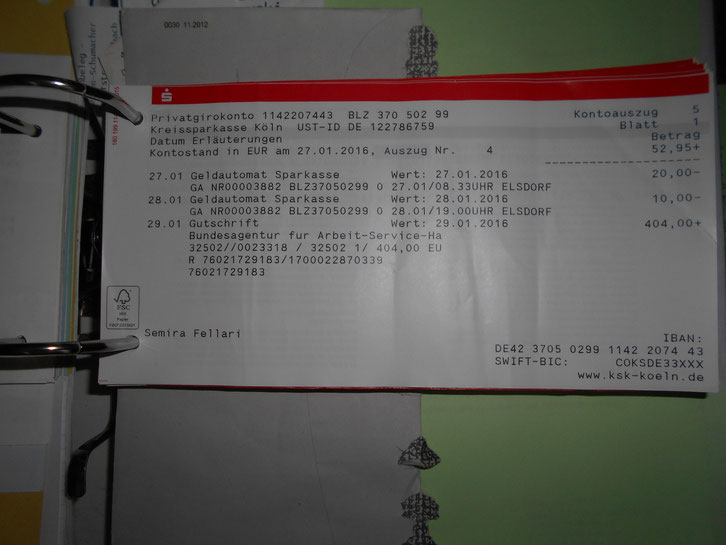 0030 11.2012
Privatgirokonto 1142207443 BLZ 370 502 99 Kontoauszug 5
Kreissparkasse Köln UST-ID DE 122786759 Blatt 1
Datum Erläuterungen Betrag
Kontostand in EUR am 27.01.2016, Auszug Nr. 4 52,95+
27.01 Geldautomat Sparkasse Wert: 27.01.2016 20,00-
GA NR00003882 BLZ37050299 0 27.01/08.33UHR ELSDORF
28.01 Geldautomat Sparkasse Wert: 28.01.2016 10,00-
GA NR00003882 BLZ37050299 0 28.01/19.00UHR ELSDORF
29.01 Gutschrift Wert: 29.01.2016 404,00+
Bundesagentur fur Arbeit-Service-Ha
32502//0023318 / 32502 1/ 404,00 EU
R 76021729183/1700022870339
76021729183
FSC
Semira Fellari
IBAN:
DE42 3705 0299 1142 2074 43
SWIFT-BIC: COKSDE33XXX
www.ksk-koeln.de